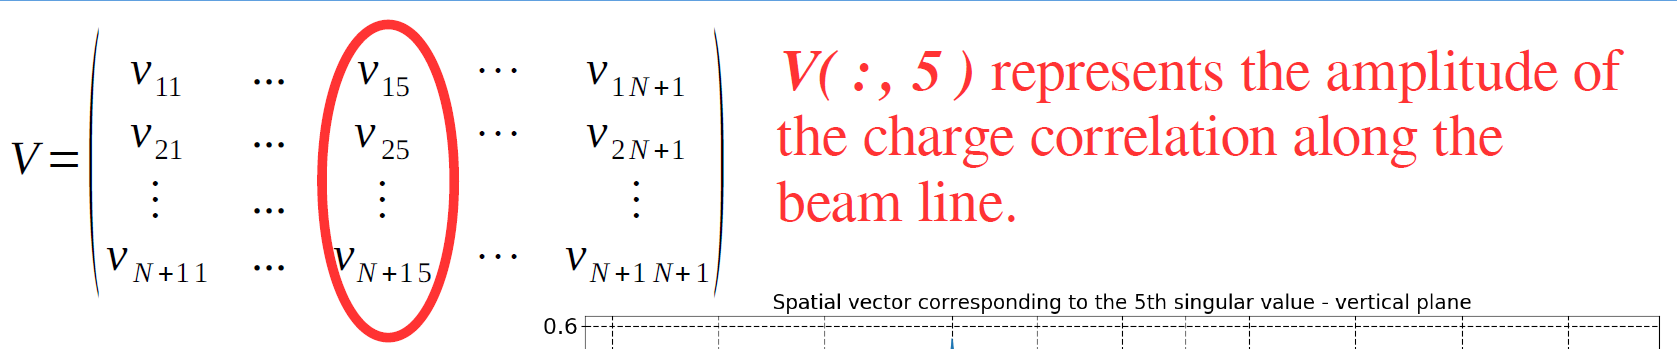 v11 ... v15 ⋯ v1N+1
V( : , 5 ) represents the amplitude of
v21 ... v25 ⋯ v2N+1
the charge correlation along the
V=
⋮ ... ⋮ ⋮
beam line.
vN+11 ... vN+15 ⋯ vN+1N+1
Spatial vector corresponding to the 5th singular value - vertical plane
0.6